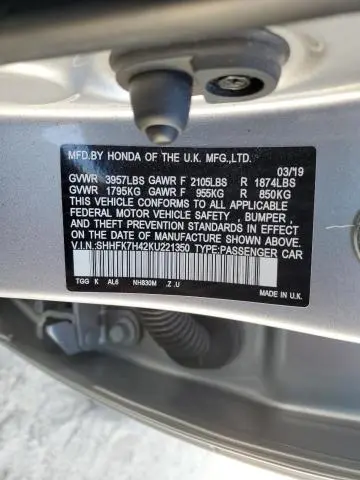 MFD.BY HONDA OF THE U.K. MFG.,LTD.
03/19
GVWR 3957LBS GAWR F 2105LBS R 1874LBS
GVWR 1795KG GAWR F 955KG R 850KG
THIS VEHICLE CONFORMS TO ALL APPLICABLE
FEDERAL MOTOR VEHICLE SAFETY , BUMPER ,
AND THEFT PREVENTION STANDARDS IN EFFECT
ON THE DATE OF MANUFACTURE SHOWN ABOVE.
V.I.N.:SHHFK7H42KU221350 TYPE:PASSENGER CAR
TGG K AL6 NH830M .Z .U
MADE IN U.K.